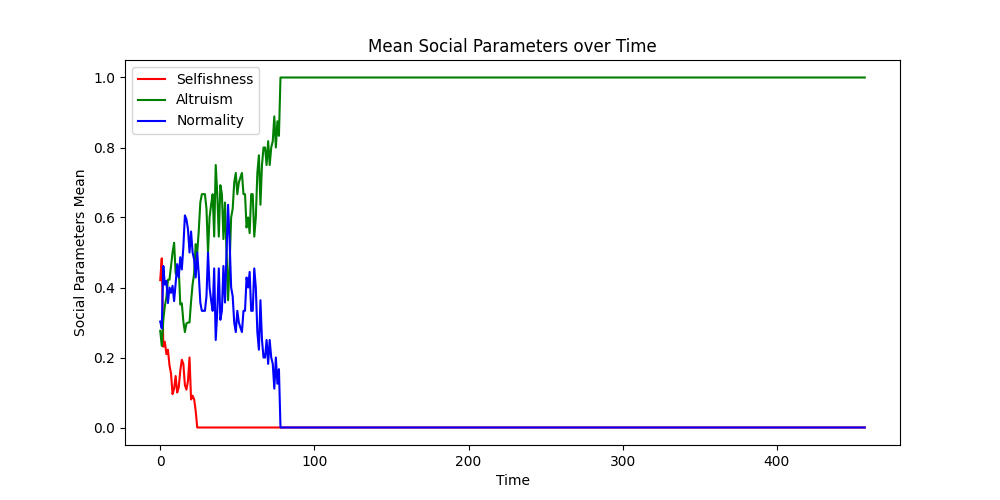 Mean Social Parameters over Time
Selfishness
Altruism
Normality
Social Parameters Mean
1.0
0.8
0.6
0.4
0.2
0.0
0 100 200 300 400
Time